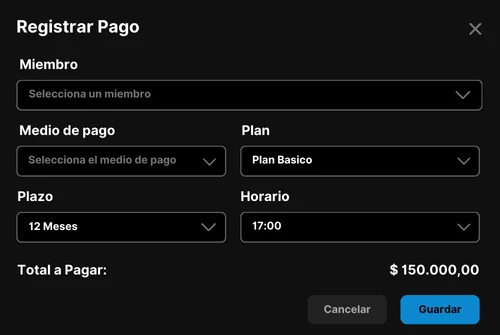 Registrar Pago
Miembro
Selecciona un miembro
Medio de pago
Plan
Selecciona el medio de pago
Plan Basico
Plazo
Horario
12 Meses
17:00
Total a Pagar:
$ 150.000,00
Cancelar
Guardar